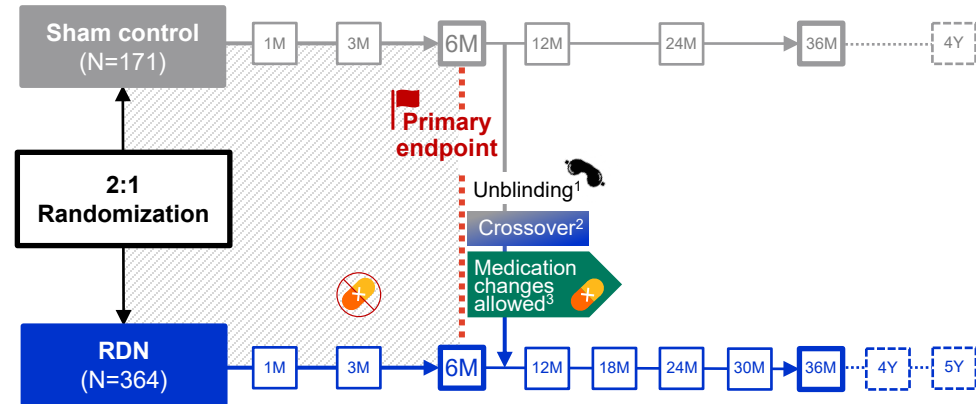 Sham control
(N=171)
1M
3M
6M
12M
24M
36M
4Y
Primary
endpoint
2:1
Randomization
Unblinding¹
Crossover²
Medication
changes
allowed³
RDN
(N=364)
1M
3M
6M
12M
18M
24M
30M
36M
4Y
5Y